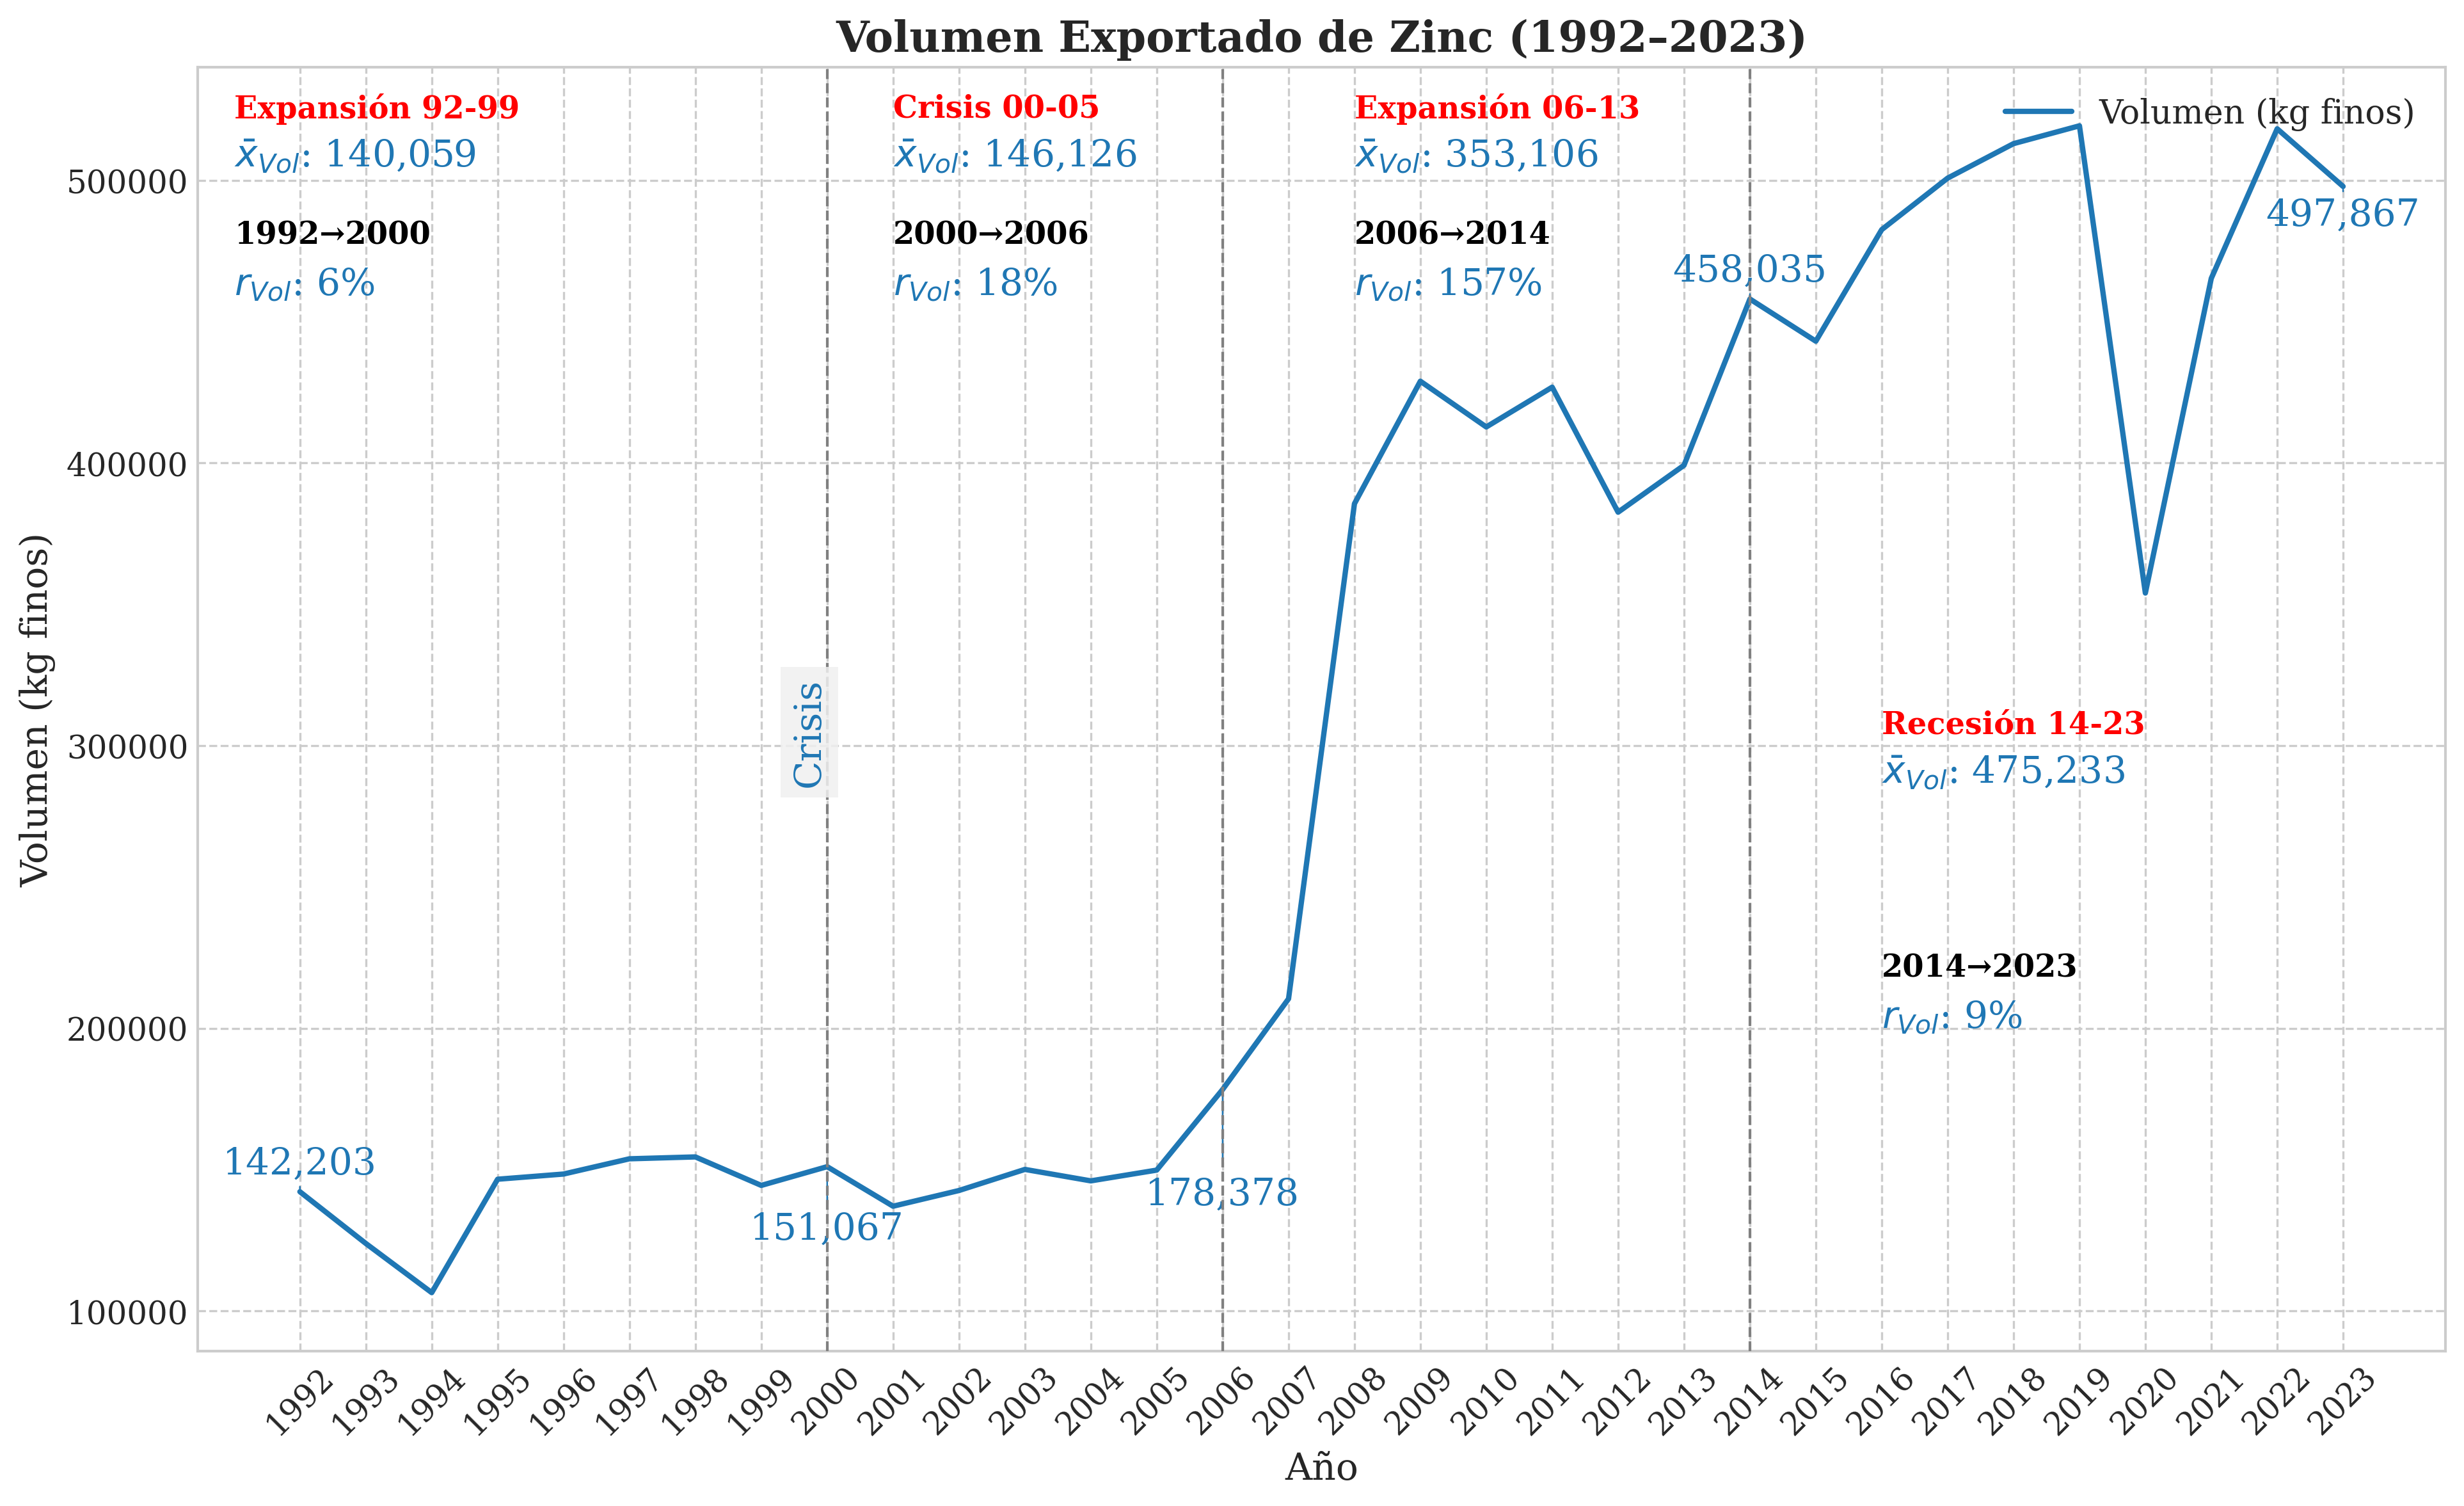 Volumen Exportado de Zinc (1992–2023)
Expansión 92-99
x̄Vol: 140,059
1992→2000
rVol: 6%
Crisis 00-05
x̄Vol: 146,126
2000→2006
rVol: 18%
Expansión 06-13
x̄Vol: 353,106
2006→2014
rVol: 157%
Volumen (kg finos)
458,035
497,867
Recesión 14-23
x̄Vol: 475,233
2014→2023
rVol: 9%
Crisis
142,203
151,067
178,378
Volumen (kg finos)
500000
400000
300000
200000
100000
1992 1993 1994 1995 1996 1997 1998 1999 2000 2001 2002 2003 2004 2005 2006 2007 2008 2009 2010 2011 2012 2013 2014 2015 2016 2017 2018 2019 2020 2021 2022 2023
Año